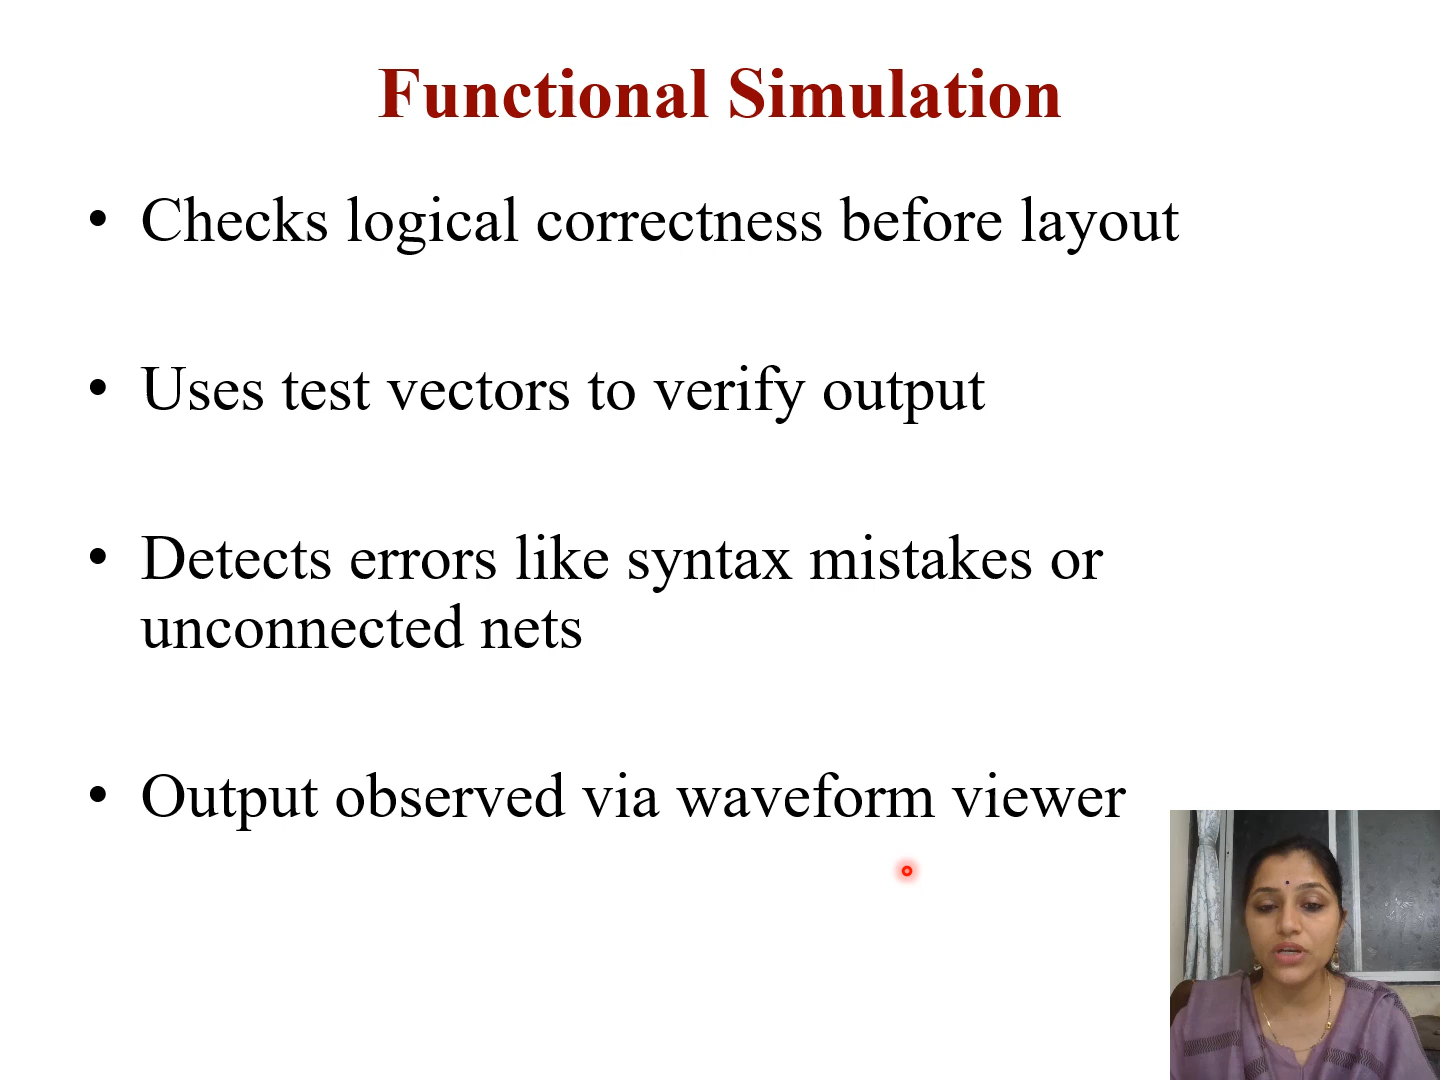 Functional Simulation
• Checks logical correctness before layout
• Uses test vectors to verify output
• Detects errors like syntax mistakes or
unconnected nets
• Output observed via waveform viewer